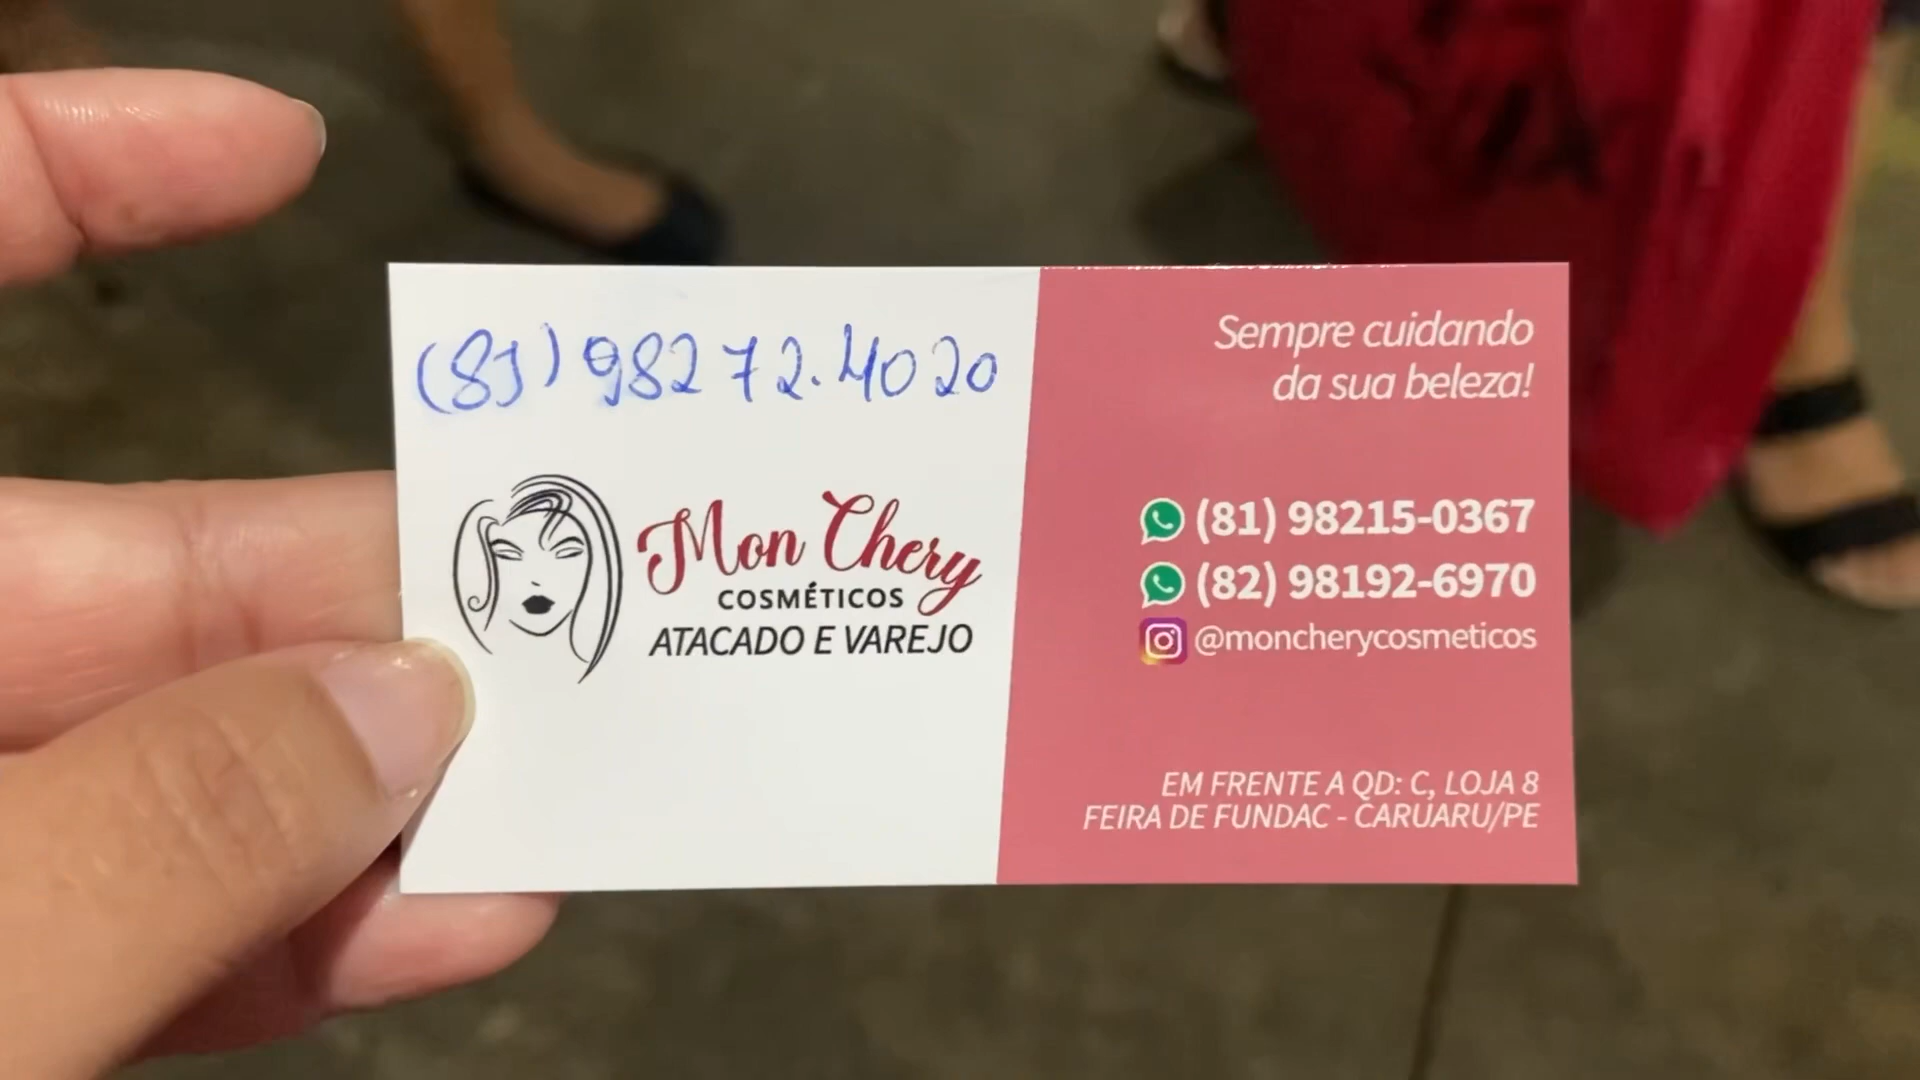 (81) 98272.4020
Mon Chery
COSMÉTICOS
ATACADO E VAREJO
Sempre cuidando
da sua beleza!
(81) 98215-0367
(82) 98192-6970
@moncherycosmeticos
EM FRENTE A QD: C, LOJA 8
FEIRA DE FUNDAC - CARUARU/PE